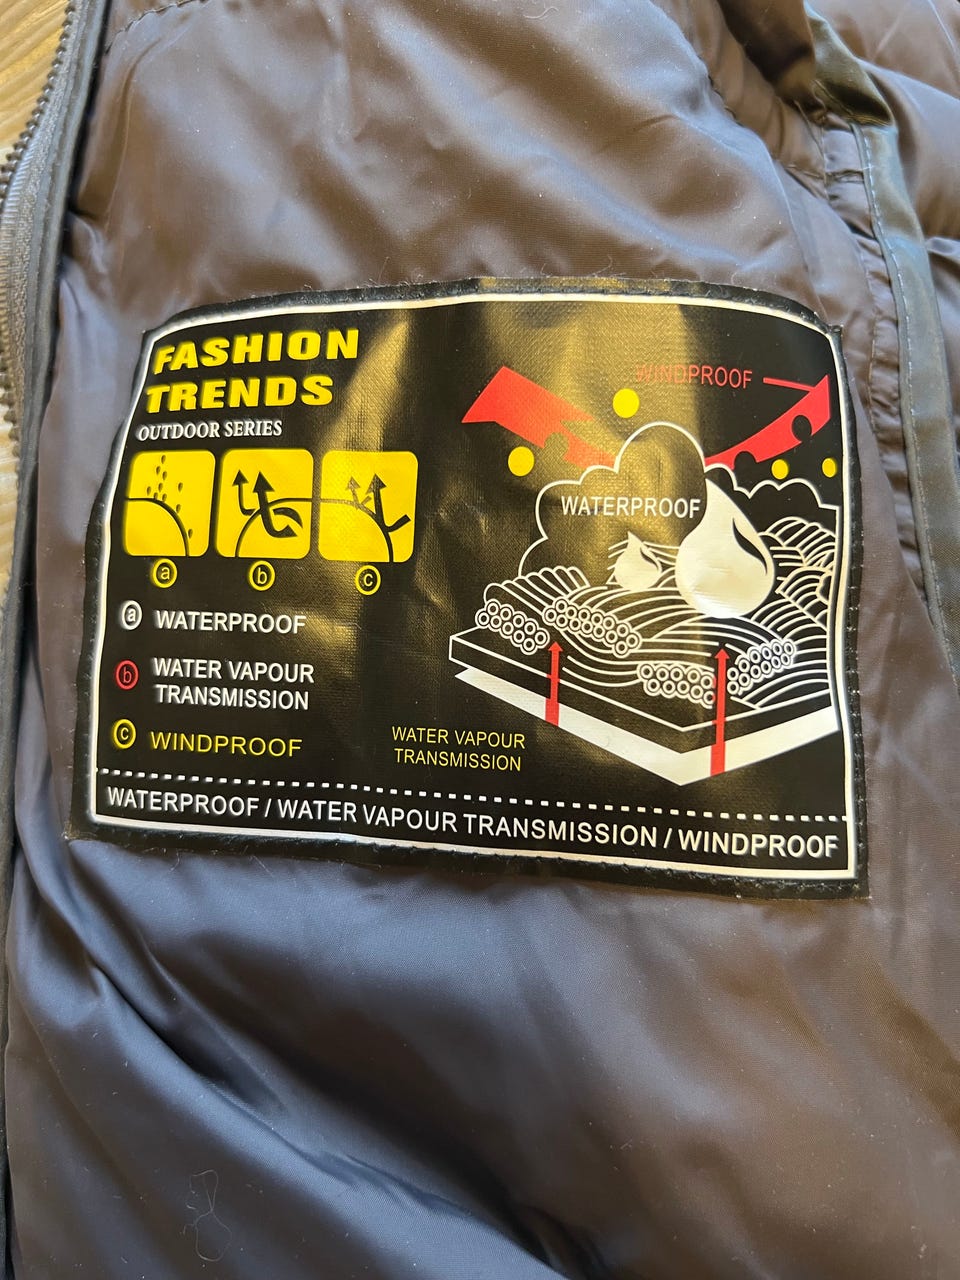 FASHION
TRENDS
OUTDOOR SERIES
a
b
c
a WATERPROOF
b WATER VAPOUR
TRANSMISSION
c WINDPROOF
WINDPROOF
WATERPROOF
WATER VAPOUR
TRANSMISSION
WATERPROOF / WATER VAPOUR TRANSMISSION / WINDPROOF